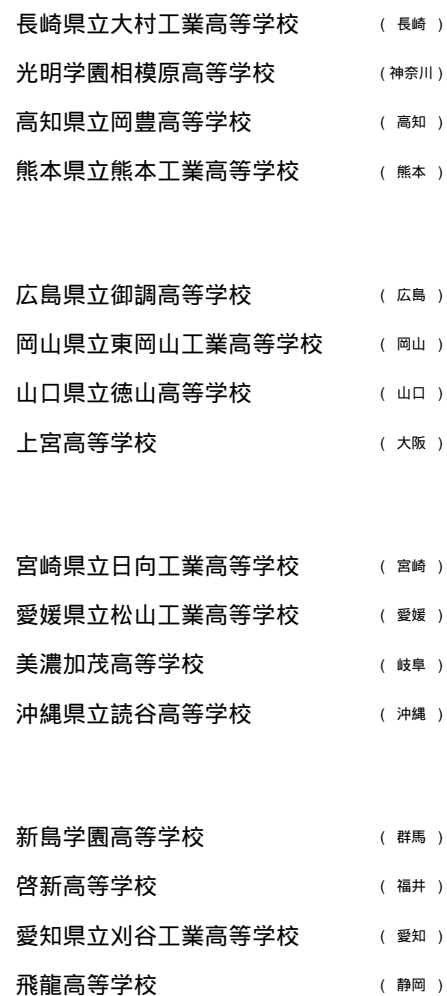 長崎県立大村工業高等学校 ( 長崎 )
光明学園相模原高等学校 (神奈川)
高知県立岡豊高等学校 ( 高知 )
熊本県立熊本工業高等学校 ( 熊本 )
広島県立御調高等学校 ( 広島 )
岡山県立東岡山工業高等学校 ( 岡山 )
山口県立徳山高等学校 ( 山口 )
上宮高等学校 ( 大阪 )
宮崎県立日向工業高等学校 ( 宮崎 )
愛媛県立松山工業高等学校 ( 愛媛 )
美濃加茂高等学校 ( 岐阜 )
沖縄県立読谷高等学校 ( 沖縄 )
新島学園高等学校 ( 群馬 )
啓新高等学校 ( 福井 )
愛知県立刈谷工業高等学校 ( 愛知 )
飛龍高等学校 ( 静岡 )